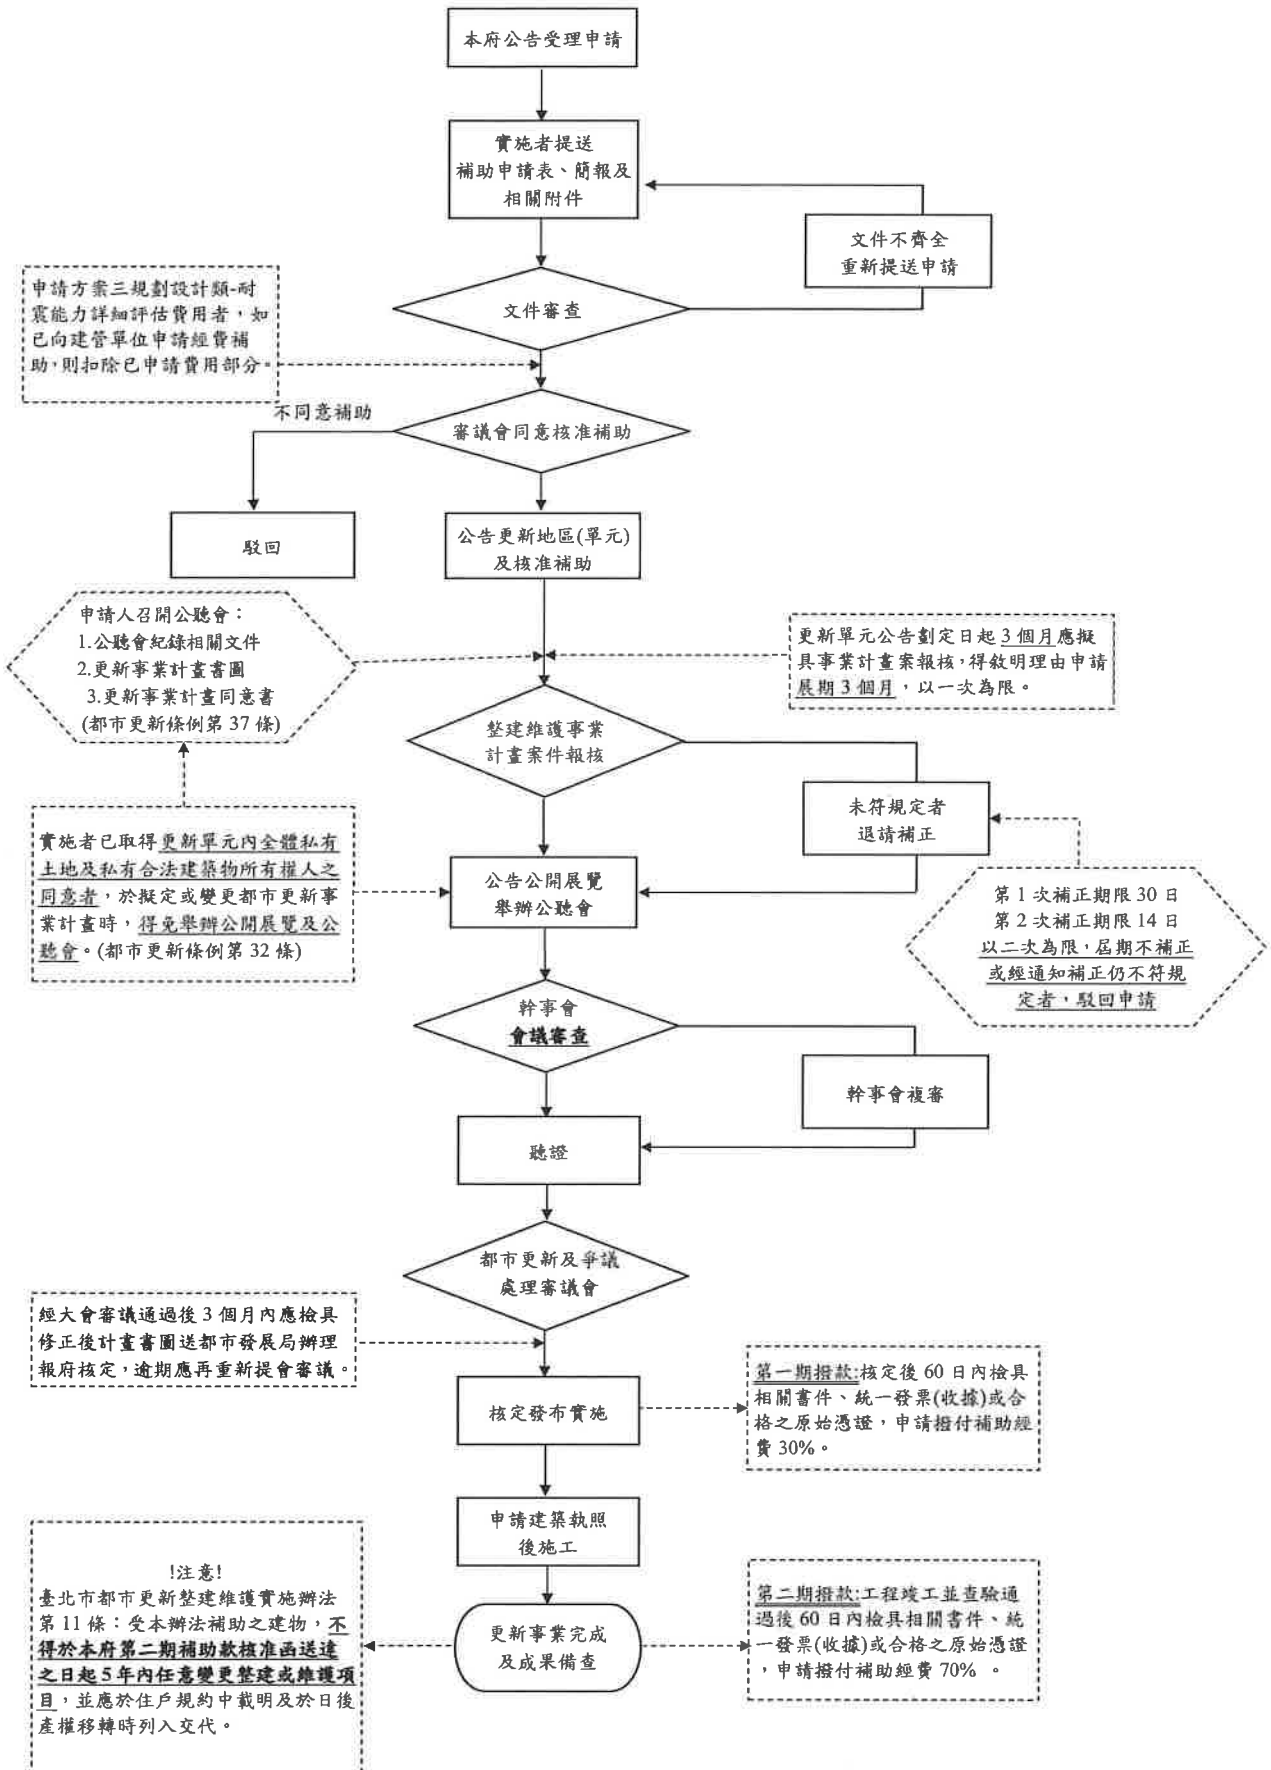 本府公告受理申請
實施者提送
補助申請表、簡報及
相關附件
文件不齊全
重新提送申請
文件審查
申請方案三規劃設計類-耐
震能力詳細評估費用者，如
已向建管單位申請經費補
助，則扣除已申請費用部分。
不同意補助
審議會同意核准補助
駁回
公告更新地區(單元)
及核准補助
申請人召開公聽會：
1.公聽會紀錄相關文件
2.更新事業計畫書圖
3.更新事業計畫同意書
(都市更新條例第 37 條)
更新單元公告劃定日起 3 個月應擬
具事業計畫案報核，得敘明理由申請
展期 3 個月，以一次為限。
整建維護事業
計畫案件報核
未符規定者
退請補正
實施者已取得更新單元內全體私有
土地及私有合法建築物所有權人之
同意者，於擬定或變更都市更新事
業計畫時，得免舉辦公開展覽及公
聽會。(都市更新條例第 32 條)
公告公開展覽
舉辦公聽會
第 1 次補正期限 30 日
第 2 次補正期限 14 日
以二次為限，屆期不補正
或經通知補正仍不符規
定者，駁回申請
幹事會
會議審查
幹事會複審
聽證
都市更新及爭議
處理審議會
經大會審議通過後 3 個月內應檢具
修正後計畫書圖送都市發展局辦理
報府核定，逾期應再重新提會審議。
核定發布實施
第一期撥款:核定後 60 日內檢具
相關書件、統一發票(收據)或合
格之原始憑證，申請撥付補助經
費 30%。
申請建築執照
後施工
!注意!
臺北市都市更新整建維護實施辦法
第 11 條：受本辦法補助之建物，不
得於本府第二期補助款核准函送達
之日起 5 年內任意變更整建或維護項
目，並應於住戶規約中載明及於日後
產權移轉時列入交代。
更新事業完成
及成果備查
第二期撥款:工程竣工並查驗通
過後 60 日內檢具相關書件、統
一發票(收據)或合格之原始憑證
，申請撥付補助經費 70% 。